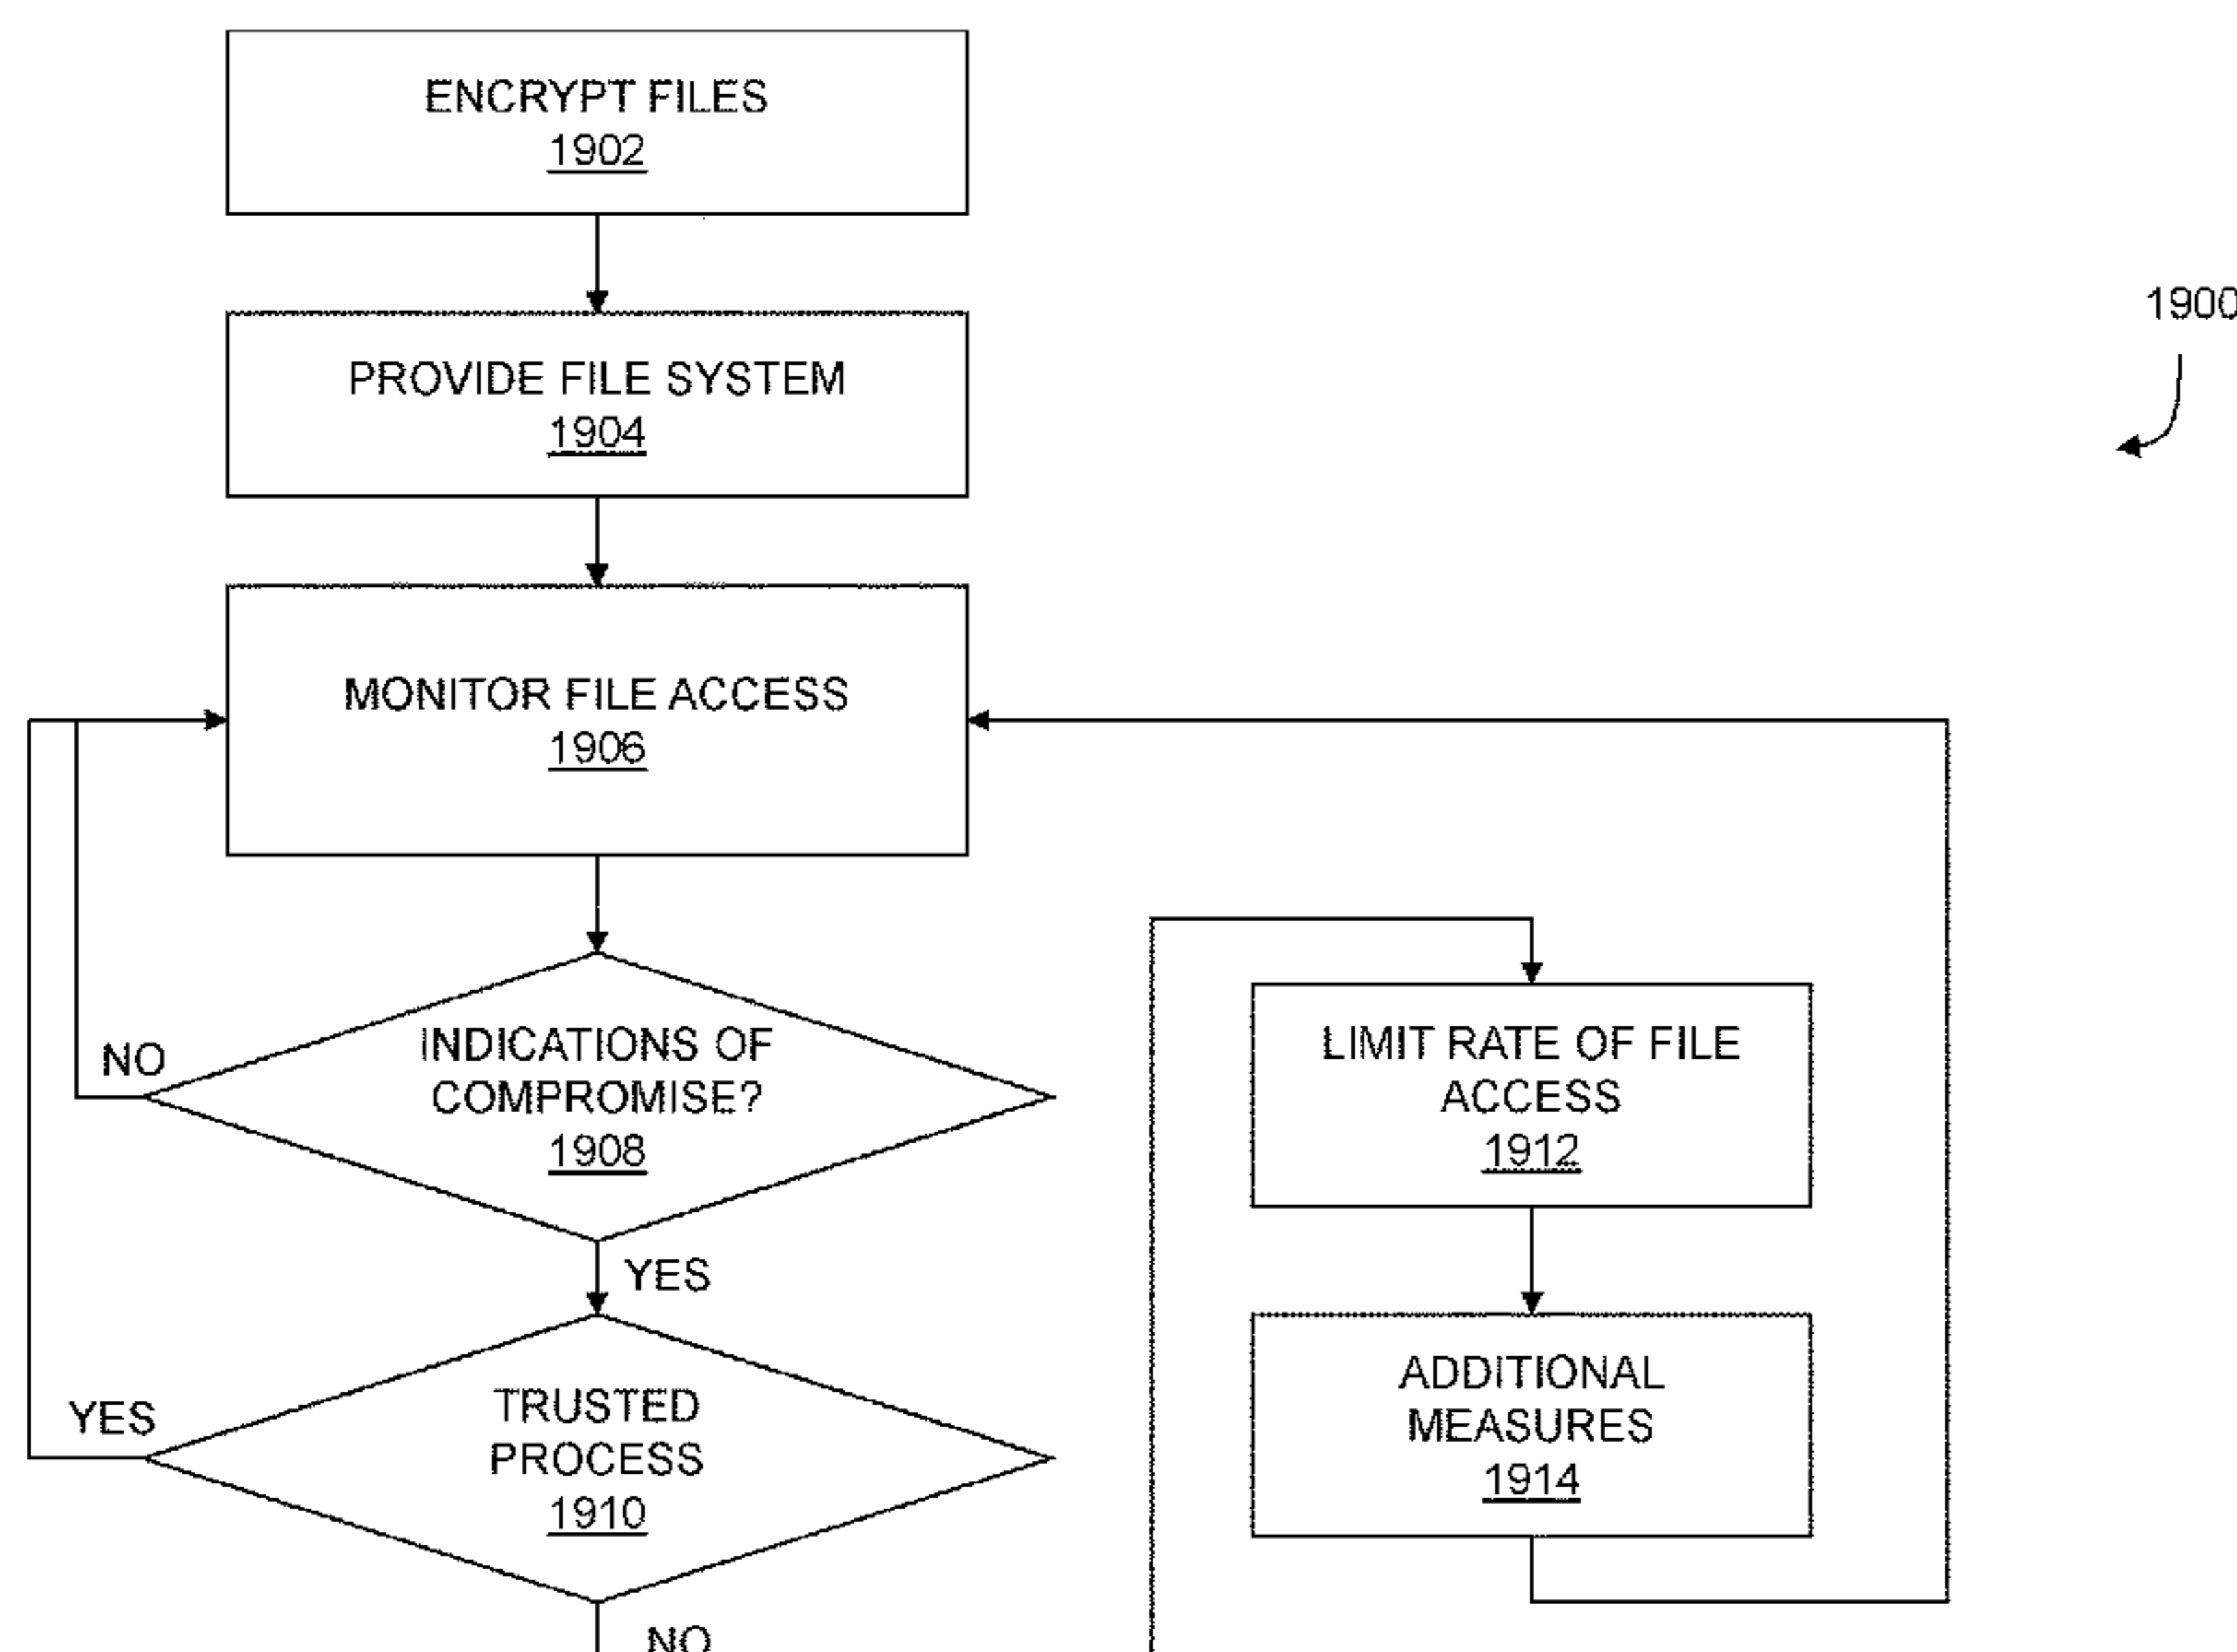 ENCRYPT FILES
1902
PROVIDE FILE SYSTEM
1904
1900
MONITOR FILE ACCESS
1906
INDICATIONS OF
COMPROMISE?
1908
NO
YES
TRUSTED
PROCESS
1910
YES
NO
LIMIT RATE OF FILE
ACCESS
1912
ADDITIONAL
MEASURES
1914